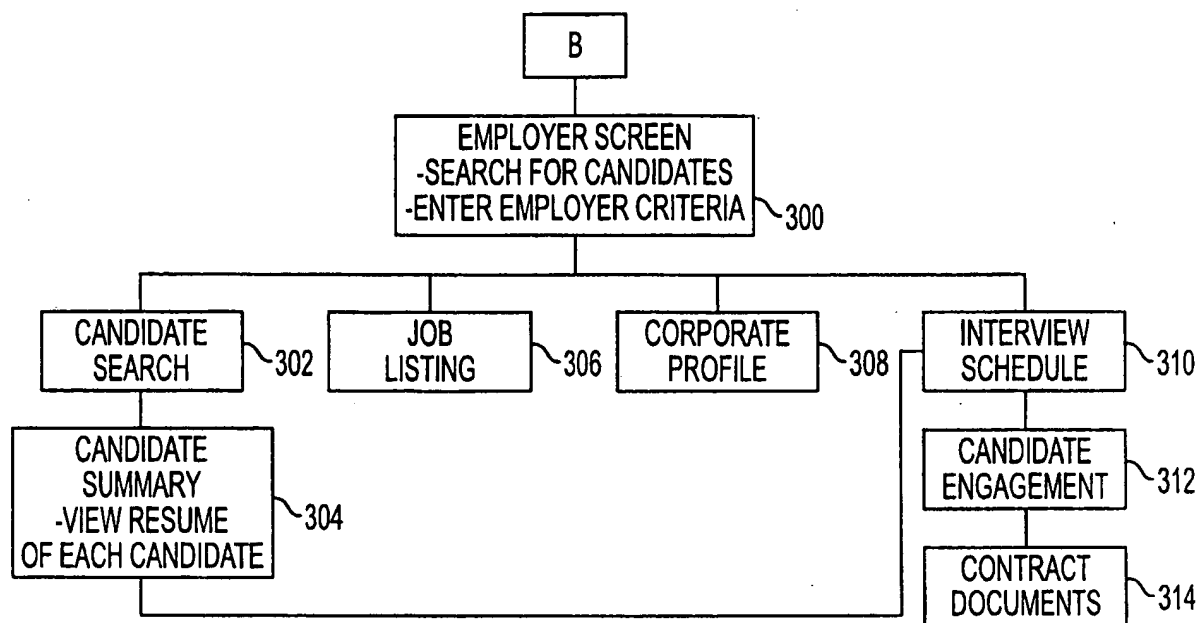 B
EMPLOYER SCREEN
-SEARCH FOR CANDIDATES
-ENTER EMPLOYER CRITERIA
300
CANDIDATE
SEARCH
302
JOB
LISTING
306
CORPORATE
PROFILE
308
INTERVIEW
SCHEDULE
310
CANDIDATE
SUMMARY
-VIEW RESUME
OF EACH CANDIDATE
304
CANDIDATE
ENGAGEMENT
312
CONTRACT
DOCUMENTS
314